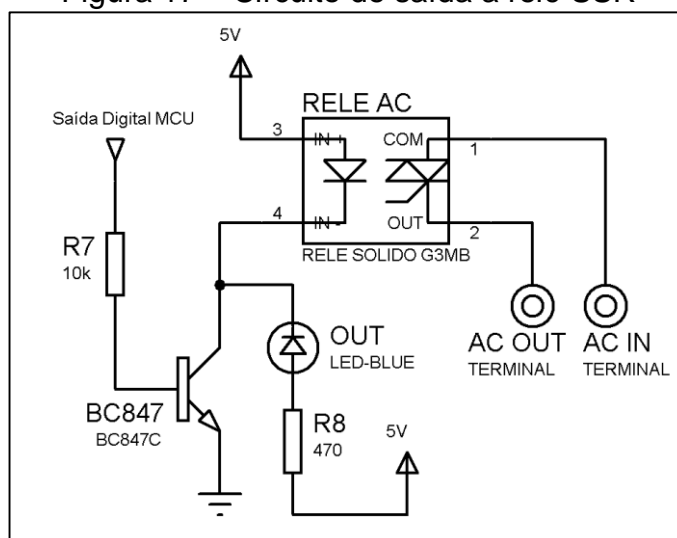 5V
RELE AC
Saída Digital MCU
3
IN +
COM
1
4
IN -
OUT
2
R7
10k
RELE SOLIDO G3MB
OUT
LED-BLUE
AC OUT
TERMINAL
AC IN
TERMINAL
BC847
BC847C
R8
470
5V